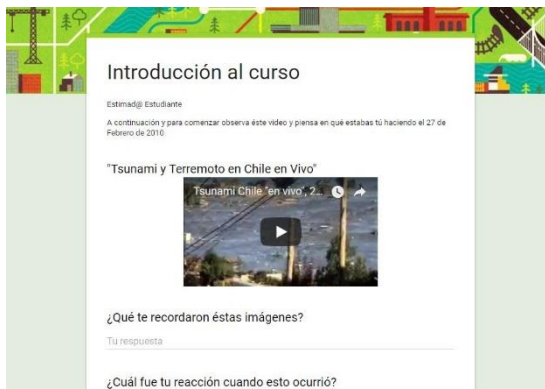 Introducción al curso
Estimad@ Estudiante
A continuación y para comenzar observa éste video y piensa en qué estabas tú haciendo el 27 de
Febrero de 2010
"Tsunami y Terremoto en Chile en Vivo"
Tsunami Chile "en vivo", 2...
¿Qué te recordaron éstas imágenes?
Tu respuesta
¿Cuál fue tu reacción cuando esto ocurrió?